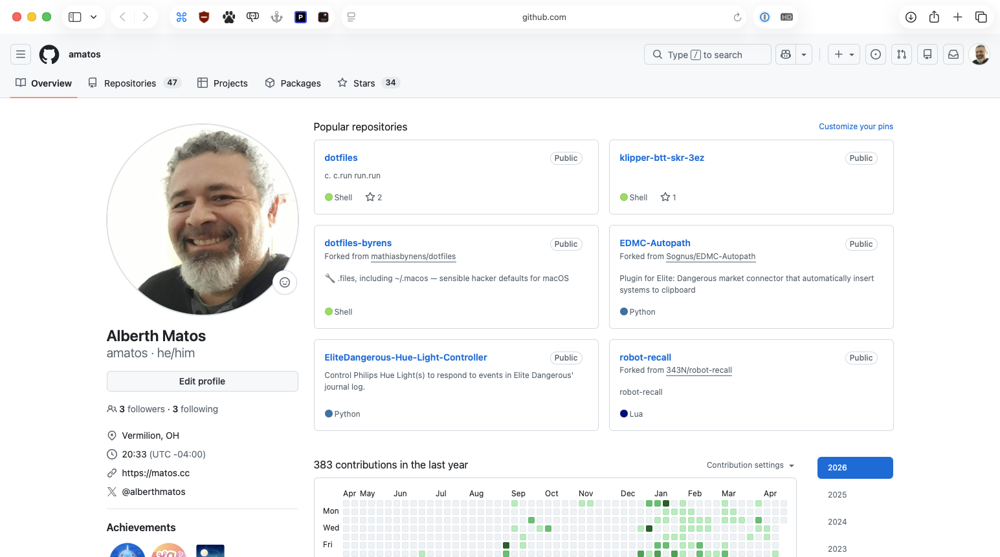 github.com
HD
amatos
Type / to search
Overview
Repositories 47
Projects
Packages
Stars 34
Alberth Matos
amatos · he/him
Edit profile
3 followers · 3 following
Vermilion, OH
20:33 (UTC -04:00)
https://matos.cc
@alberthmatos
Achievements
Popular repositories
Customize your pins
dotfiles
Public
c. c.run run.run
Shell
2
klipper-btt-skr-3ez
Public
Shell
1
dotfiles-byrens
Public
Forked from mathiasbynens/dotfiles
🔧 .files, including ~/.macos — sensible hacker defaults for macOS
Shell
EDMC-Autopath
Public
Forked from Sognus/EDMC-Autopath
Plugin for Elite: Dangerous market connector that automatically insert
systems to clipboard
Python
EliteDangerous-Hue-Light-Controller
Public
Control Philips Hue Light(s) to respond to events in Elite Dangerous'
journal log.
Python
robot-recall
Public
Forked from 343N/robot-recall
robot-recall
Lua
383 contributions in the last year
Contribution settings
Apr May Jun Jul Aug Sep Oct Nov Dec Jan Feb Mar Apr
Mon
Wed
Fri
2026
2025
2024
2023